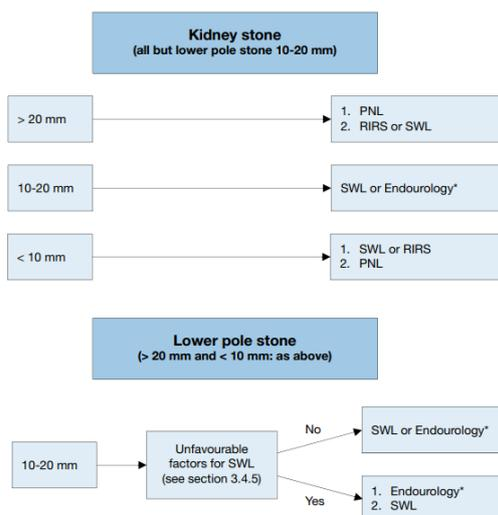 Kidney stone
(all but lower pole stone 10-20 mm)
> 20 mm
1. PNL
2. RIRS or SWL
10-20 mm
SWL or Endourology*
< 10 mm
1. SWL or RIRS
2. PNL
Lower pole stone
(> 20 mm and < 10 mm: as above)
10-20 mm
Unfavourable
factors for SWL
(see section 3.4.5)
No
SWL or Endourology*
Yes
1. Endourology*
2. SWL